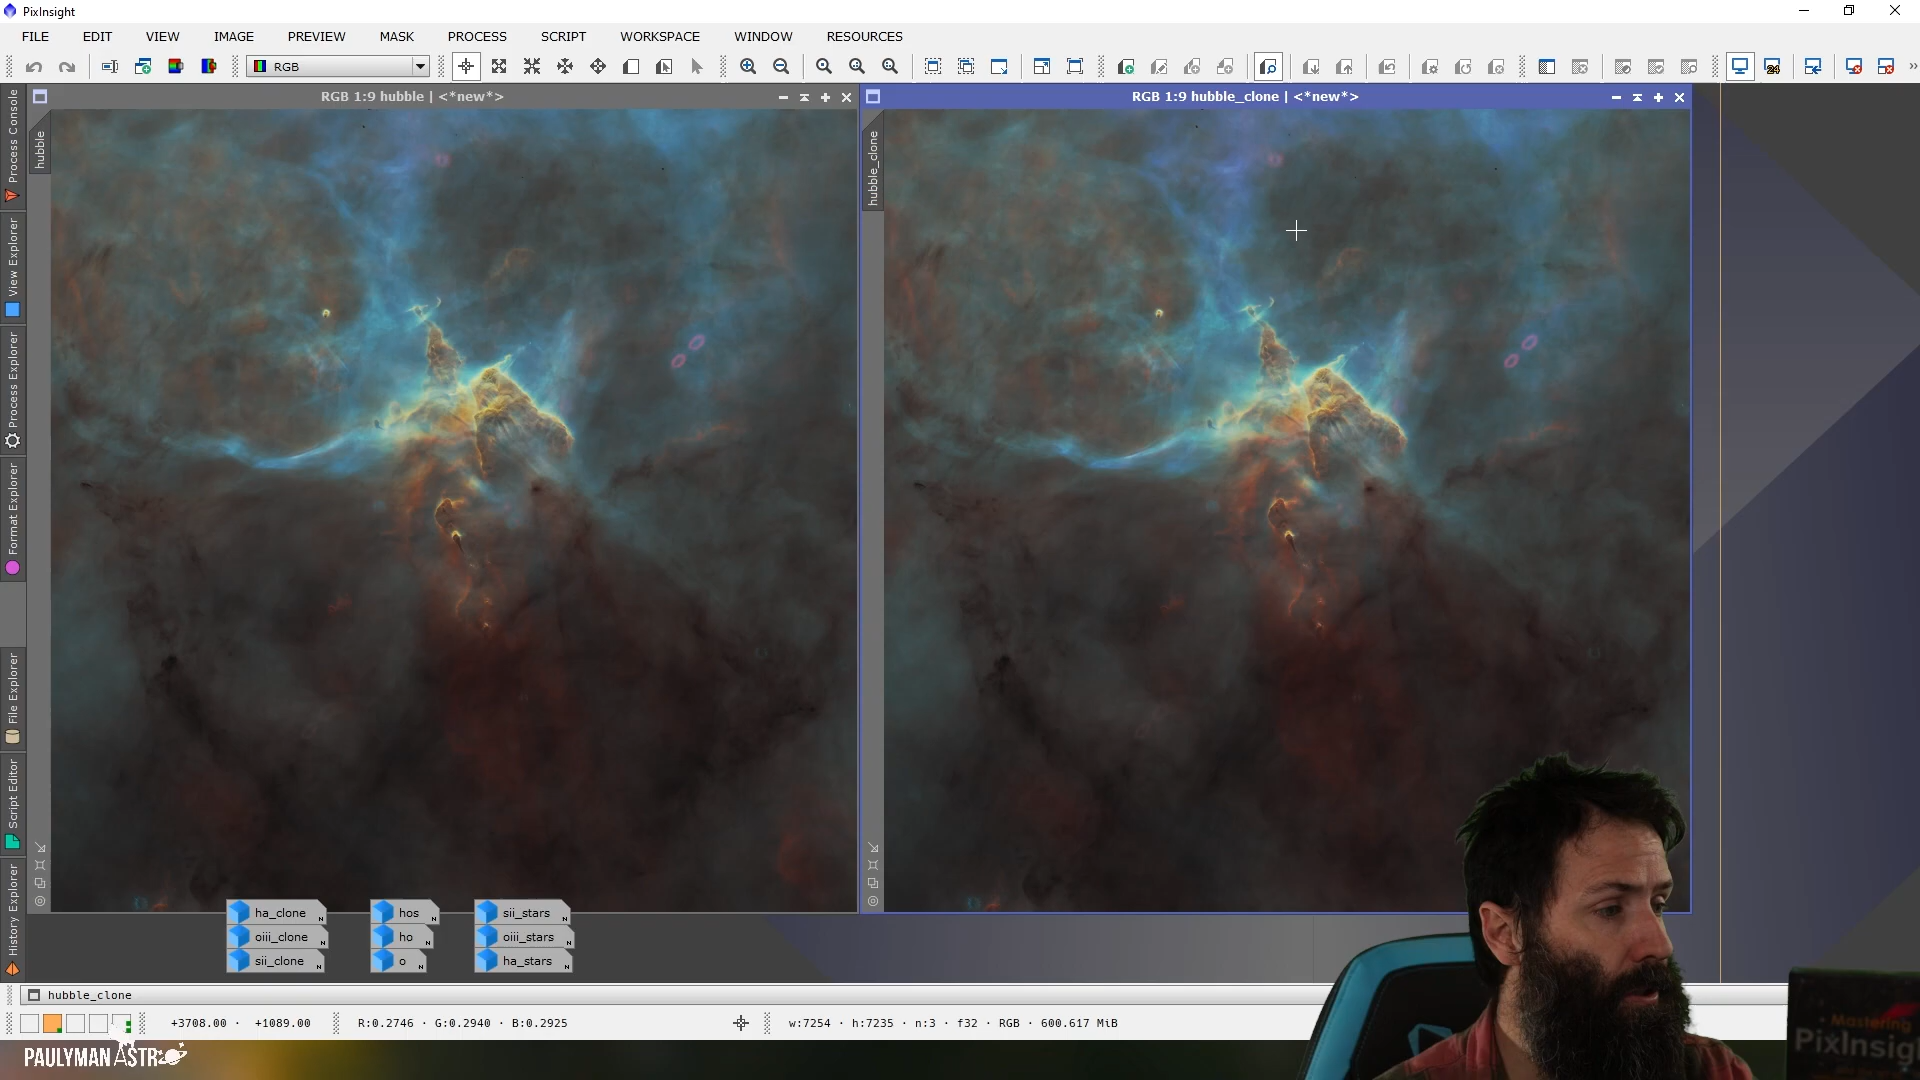 PixInsight
FILE EDIT VIEW IMAGE PREVIEW MASK PROCESS SCRIPT WORKSPACE WINDOW RESOURCES
RGB
24
RGB 1:9 hubble | <*new*>
RGB 1:9 hubble_clone | <*new*>
hubble
hubble_clone
Process Console
View Explorer
Process Explorer
Format Explorer
File Explorer
Script Editor
History Explorer
ha_clone N
oiii_clone N
sii_clone N
hos N
ho N
o N
sii_stars N
oiii_stars N
ha_stars N
hubble_clone
+3708.00 · +1089.00
R:0.2746 · G:0.2940 · B:0.2925
w:7254 · h:7235 · n:3 · f32 · RGB · 600.617 MiB
PAULYMAN ASTRO
Mastering
PixInsigh